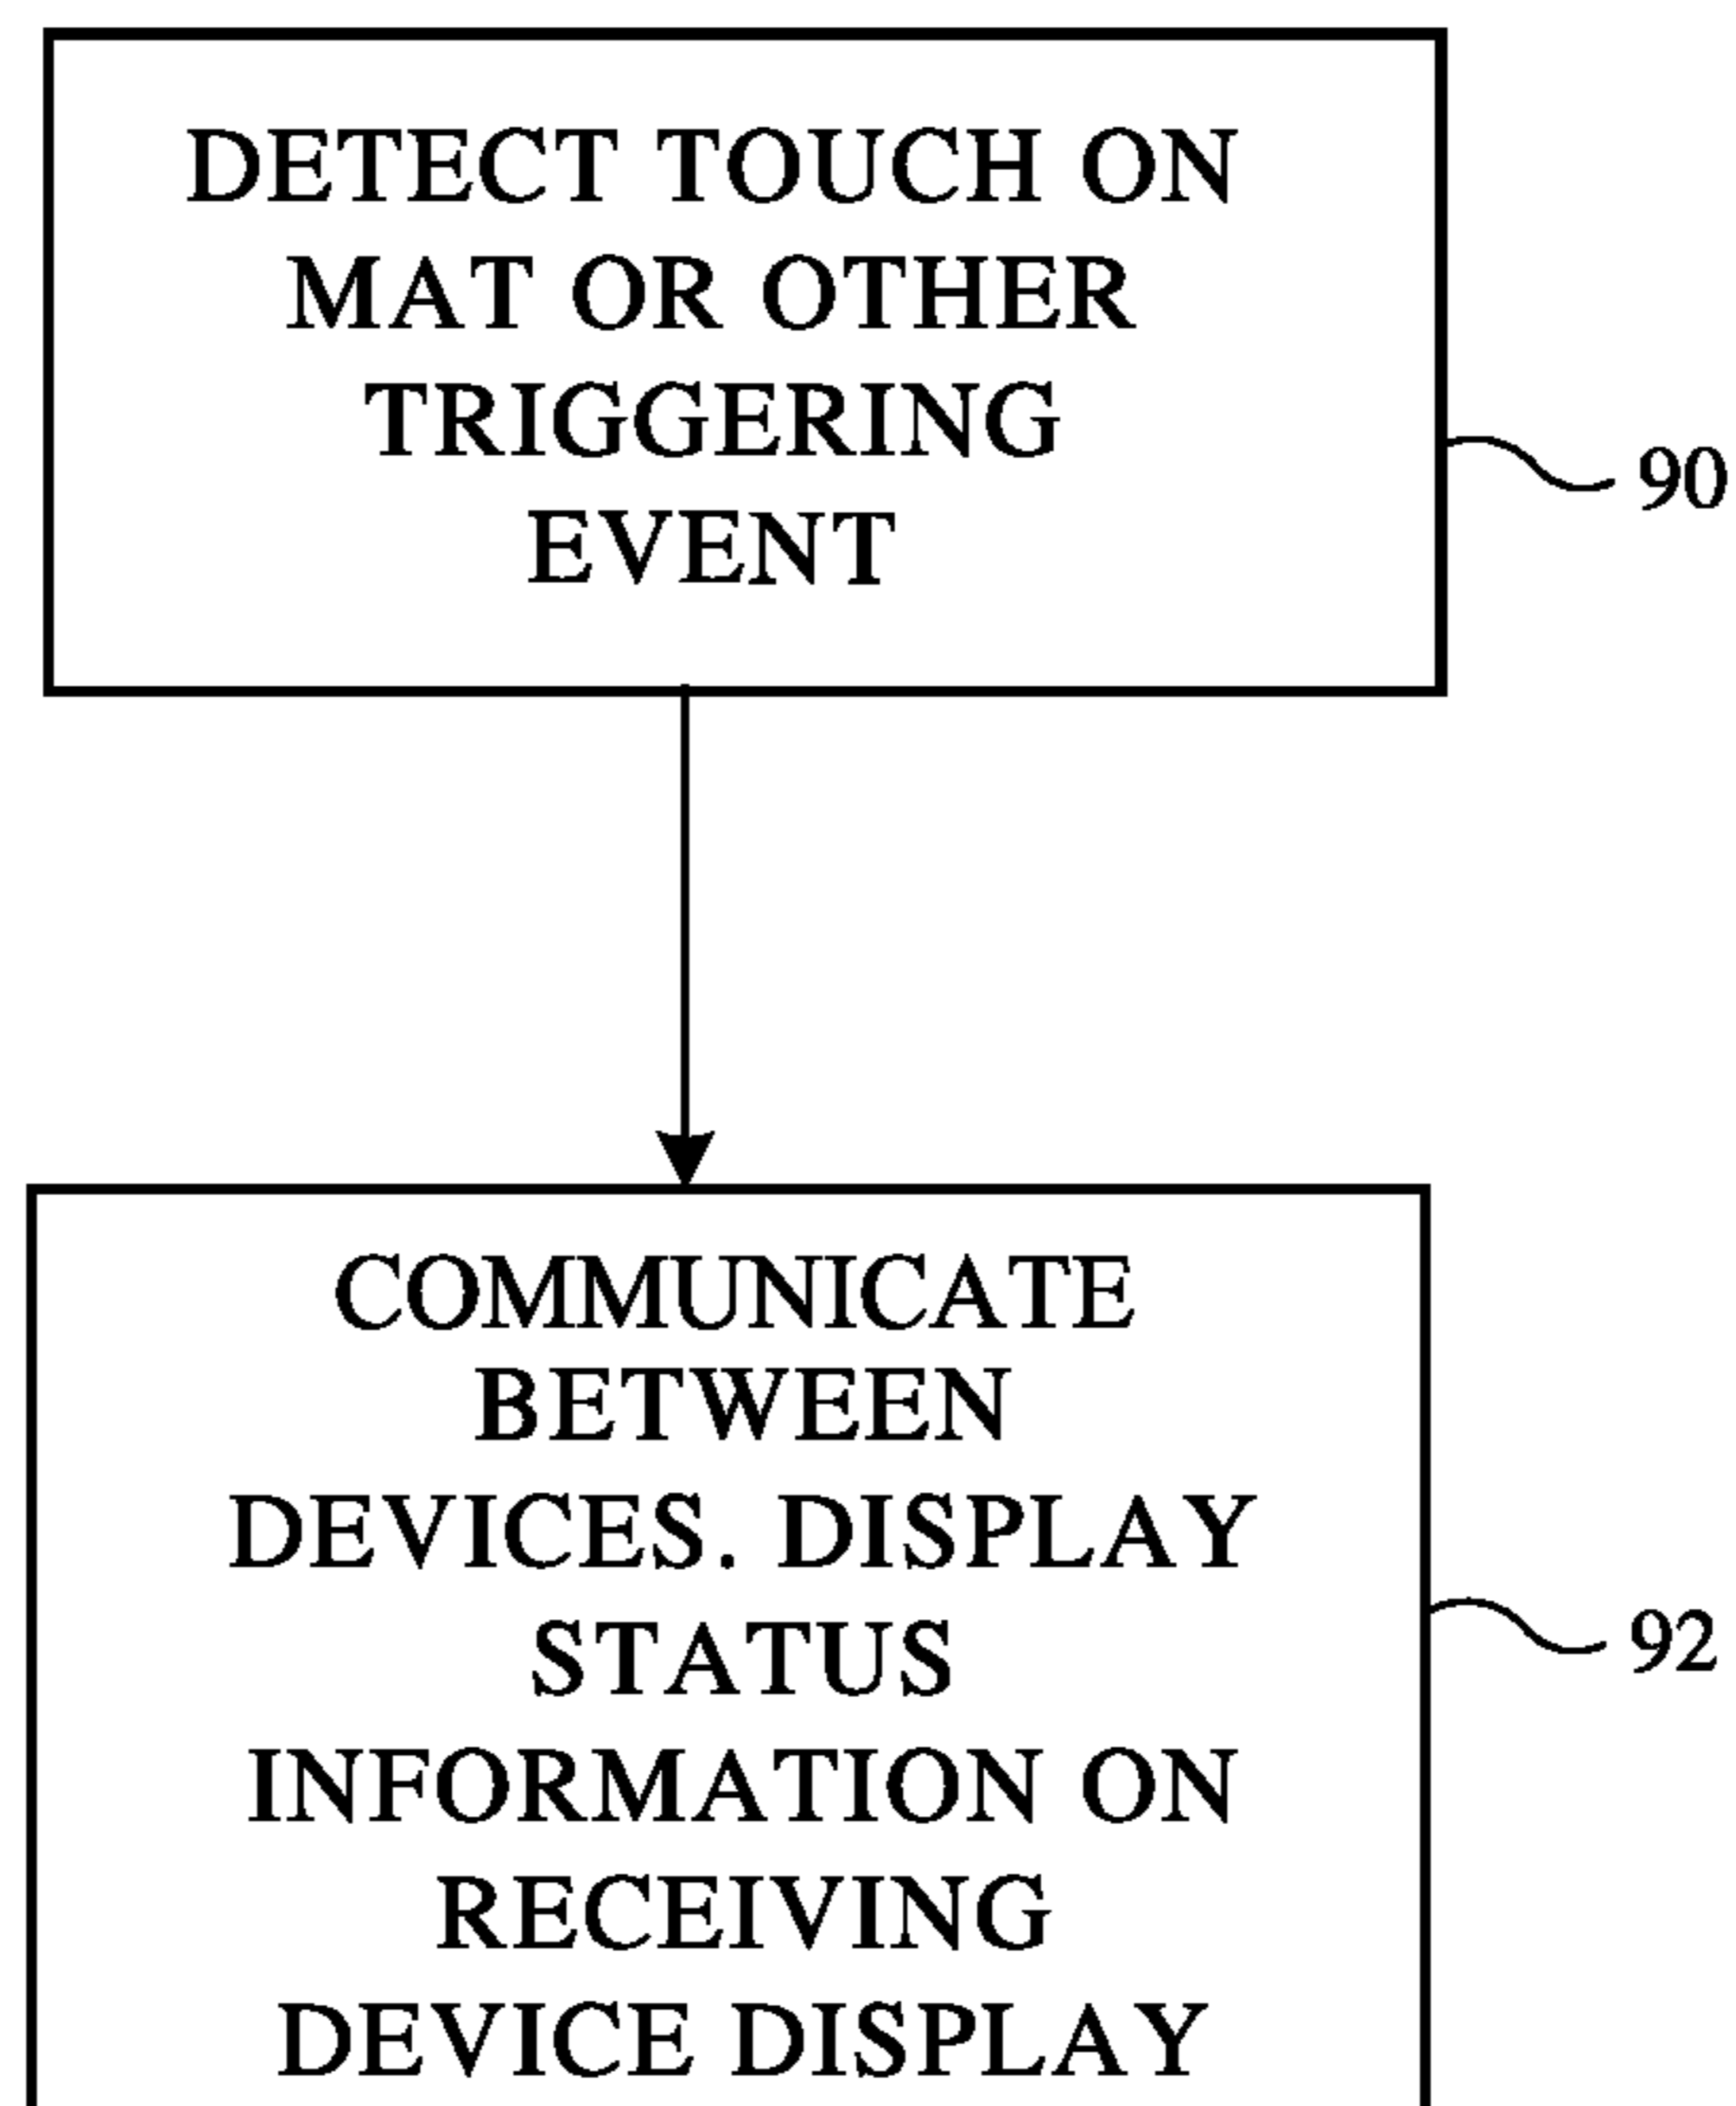 DETECT TOUCH ON
MAT OR OTHER
TRIGGERING
EVENT
90
COMMUNICATE
BETWEEN
DEVICES. DISPLAY
STATUS
INFORMATION ON
RECEIVING
DEVICE DISPLAY
92